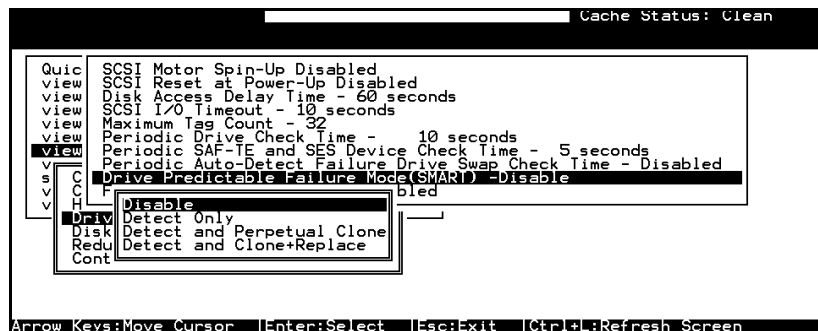 Cache Status: Clean
Quic SCSI Motor Spin-Up Disabled
view SCSI Reset at Power-Up Disabled
view Disk Access Delay Time - 60 seconds
view SCSI I/O Timeout - 10 seconds
view Maximum Tag Count - 32
view Periodic Drive Check Time - 10 seconds
view Periodic SAF-TE and SES Device Check Time - 5 seconds
v Periodic Auto-Detect Failure Drive Swap Check Time - Disabled
s C Drive Predictable Failure Mode(SMART) -Disable
v C F bled
v H Disable
Driv Detect Only
Disk Detect and Perpetual Clone
Redu Detect and Clone+Replace
Cont
Arrow Keys:Move Cursor |Enter:Select |Esc:Exit |Ctrl+L:Refresh Screen